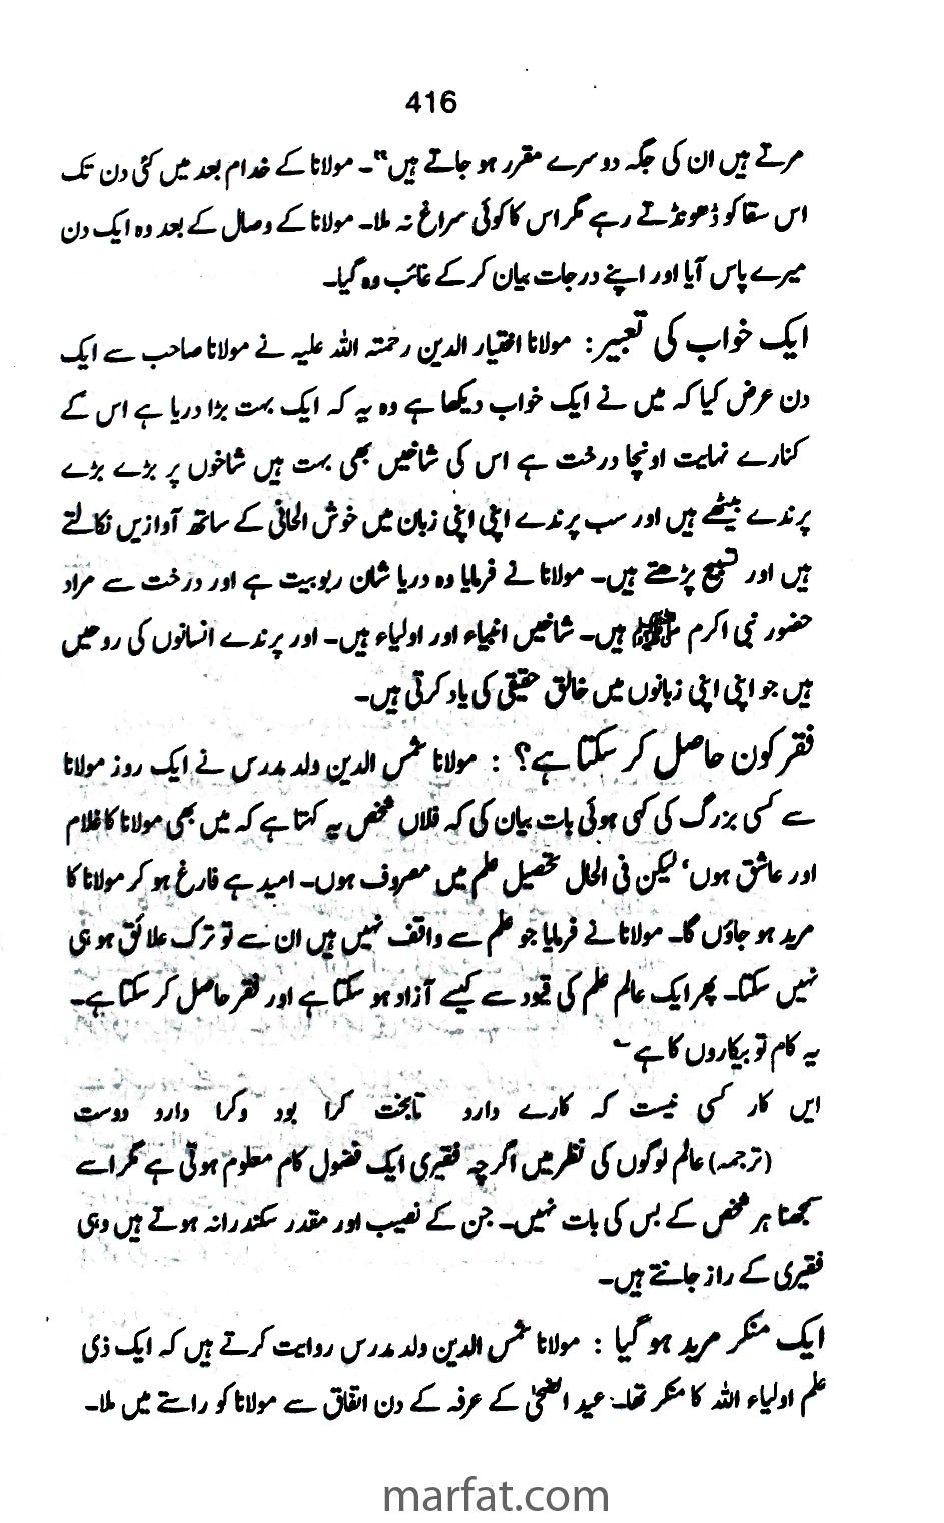 416
مرتے ہیں ان کی جگہ دوسرے مقرر ہو جاتے ہیں"۔ مولانا کے خدام بعد میں کئی دن تک
اس سقا کو ڈھونڈتے رہے مگر اس کا کوئی سراغ نہ ملا۔ مولانا کے وصال کے بعد وہ ایک دن
میرے پاس آیا اور اپنے درجات بیان کر کے غائب وہ گیا۔
ایک خواب کی تعبیر : مولانا اختیار الدین رحمتہ اللہ علیہ نے مولانا صاحب سے ایک
دن عرض کیا کہ میں نے ایک خواب دیکھا ہے وہ یہ کہ ایک بہت بڑا دریا ہے اس کے
کنارے نہایت اونچا درخت ہے اس کی شاخیں بھی بہت ہیں شاخوں پر بڑے بڑے
پرندے بیٹھے ہیں اور سب پرندے اپنی اپنی زبان میں خوش الحانی کے ساتھ آوازیں نکالتے
ہیں اور تسبیح پڑھتے ہیں۔ مولانا نے فرمایا وہ دریا شان ربوبیت ہے اور درخت سے مراد
حضور نبی اکرم ﷺ ہیں۔ شاخیں انبیاء اور اولیاء ہیں۔ اور پرندے انسانوں کی روحیں
ہیں جو اپنی اپنی زبانوں میں خالق حقیقی کی یاد کرتی ہیں۔
فقر کون حاصل کر سکتا ہے؟ : مولانا شمس الدین ولد مدرس نے ایک روز مولانا
سے کسی بزرگ کی کہی ہوئی بات بیان کی کہ فلاں شخص یہ کہتا ہے کہ میں بھی مولانا کا غلام
اور عاشق ہوں' لیکن فی الحال تحصیل علم میں مصروف ہوں۔ امید ہے فارغ ہو کر مولانا کا
مرید ہو جاؤں گا۔ مولانا نے فرمایا جو علم سے واقف نہیں ہیں ان سے تو ترک علائق ہو ہی
نہیں سکتا۔ پھر ایک عالم علم کی قیود سے کیسے آزاد ہو سکتا ہے اور فقر حاصل کر سکتا ہے۔
یہ کام تو بیکاروں کا ہے ~
ایں کار کسی نیست کہ کارے دارد تابخت کرا بود وکرا دارد دوست
(ترجمہ) عالم لوگوں کی نظر میں اگرچہ فقیری ایک فضول کام معلوم ہوتی ہے مگر اسے
سمجھنا ہر شخص کے بس کی بات نہیں۔ جن کے نصیب اور مقدر سکندرانہ ہوتے ہیں وہی
فقیری کے راز جانتے ہیں۔
ایک منکر مرید ہو گیا : مولانا شمس الدین ولد مدرس روایت کرتے ہیں کہ ایک ذی
علم اولیاء اللہ کا منکر تھا۔ عید الضحیٰ کے عرفہ کے دن اتفاق سے مولانا کو راستے میں ملا۔
marfat.com